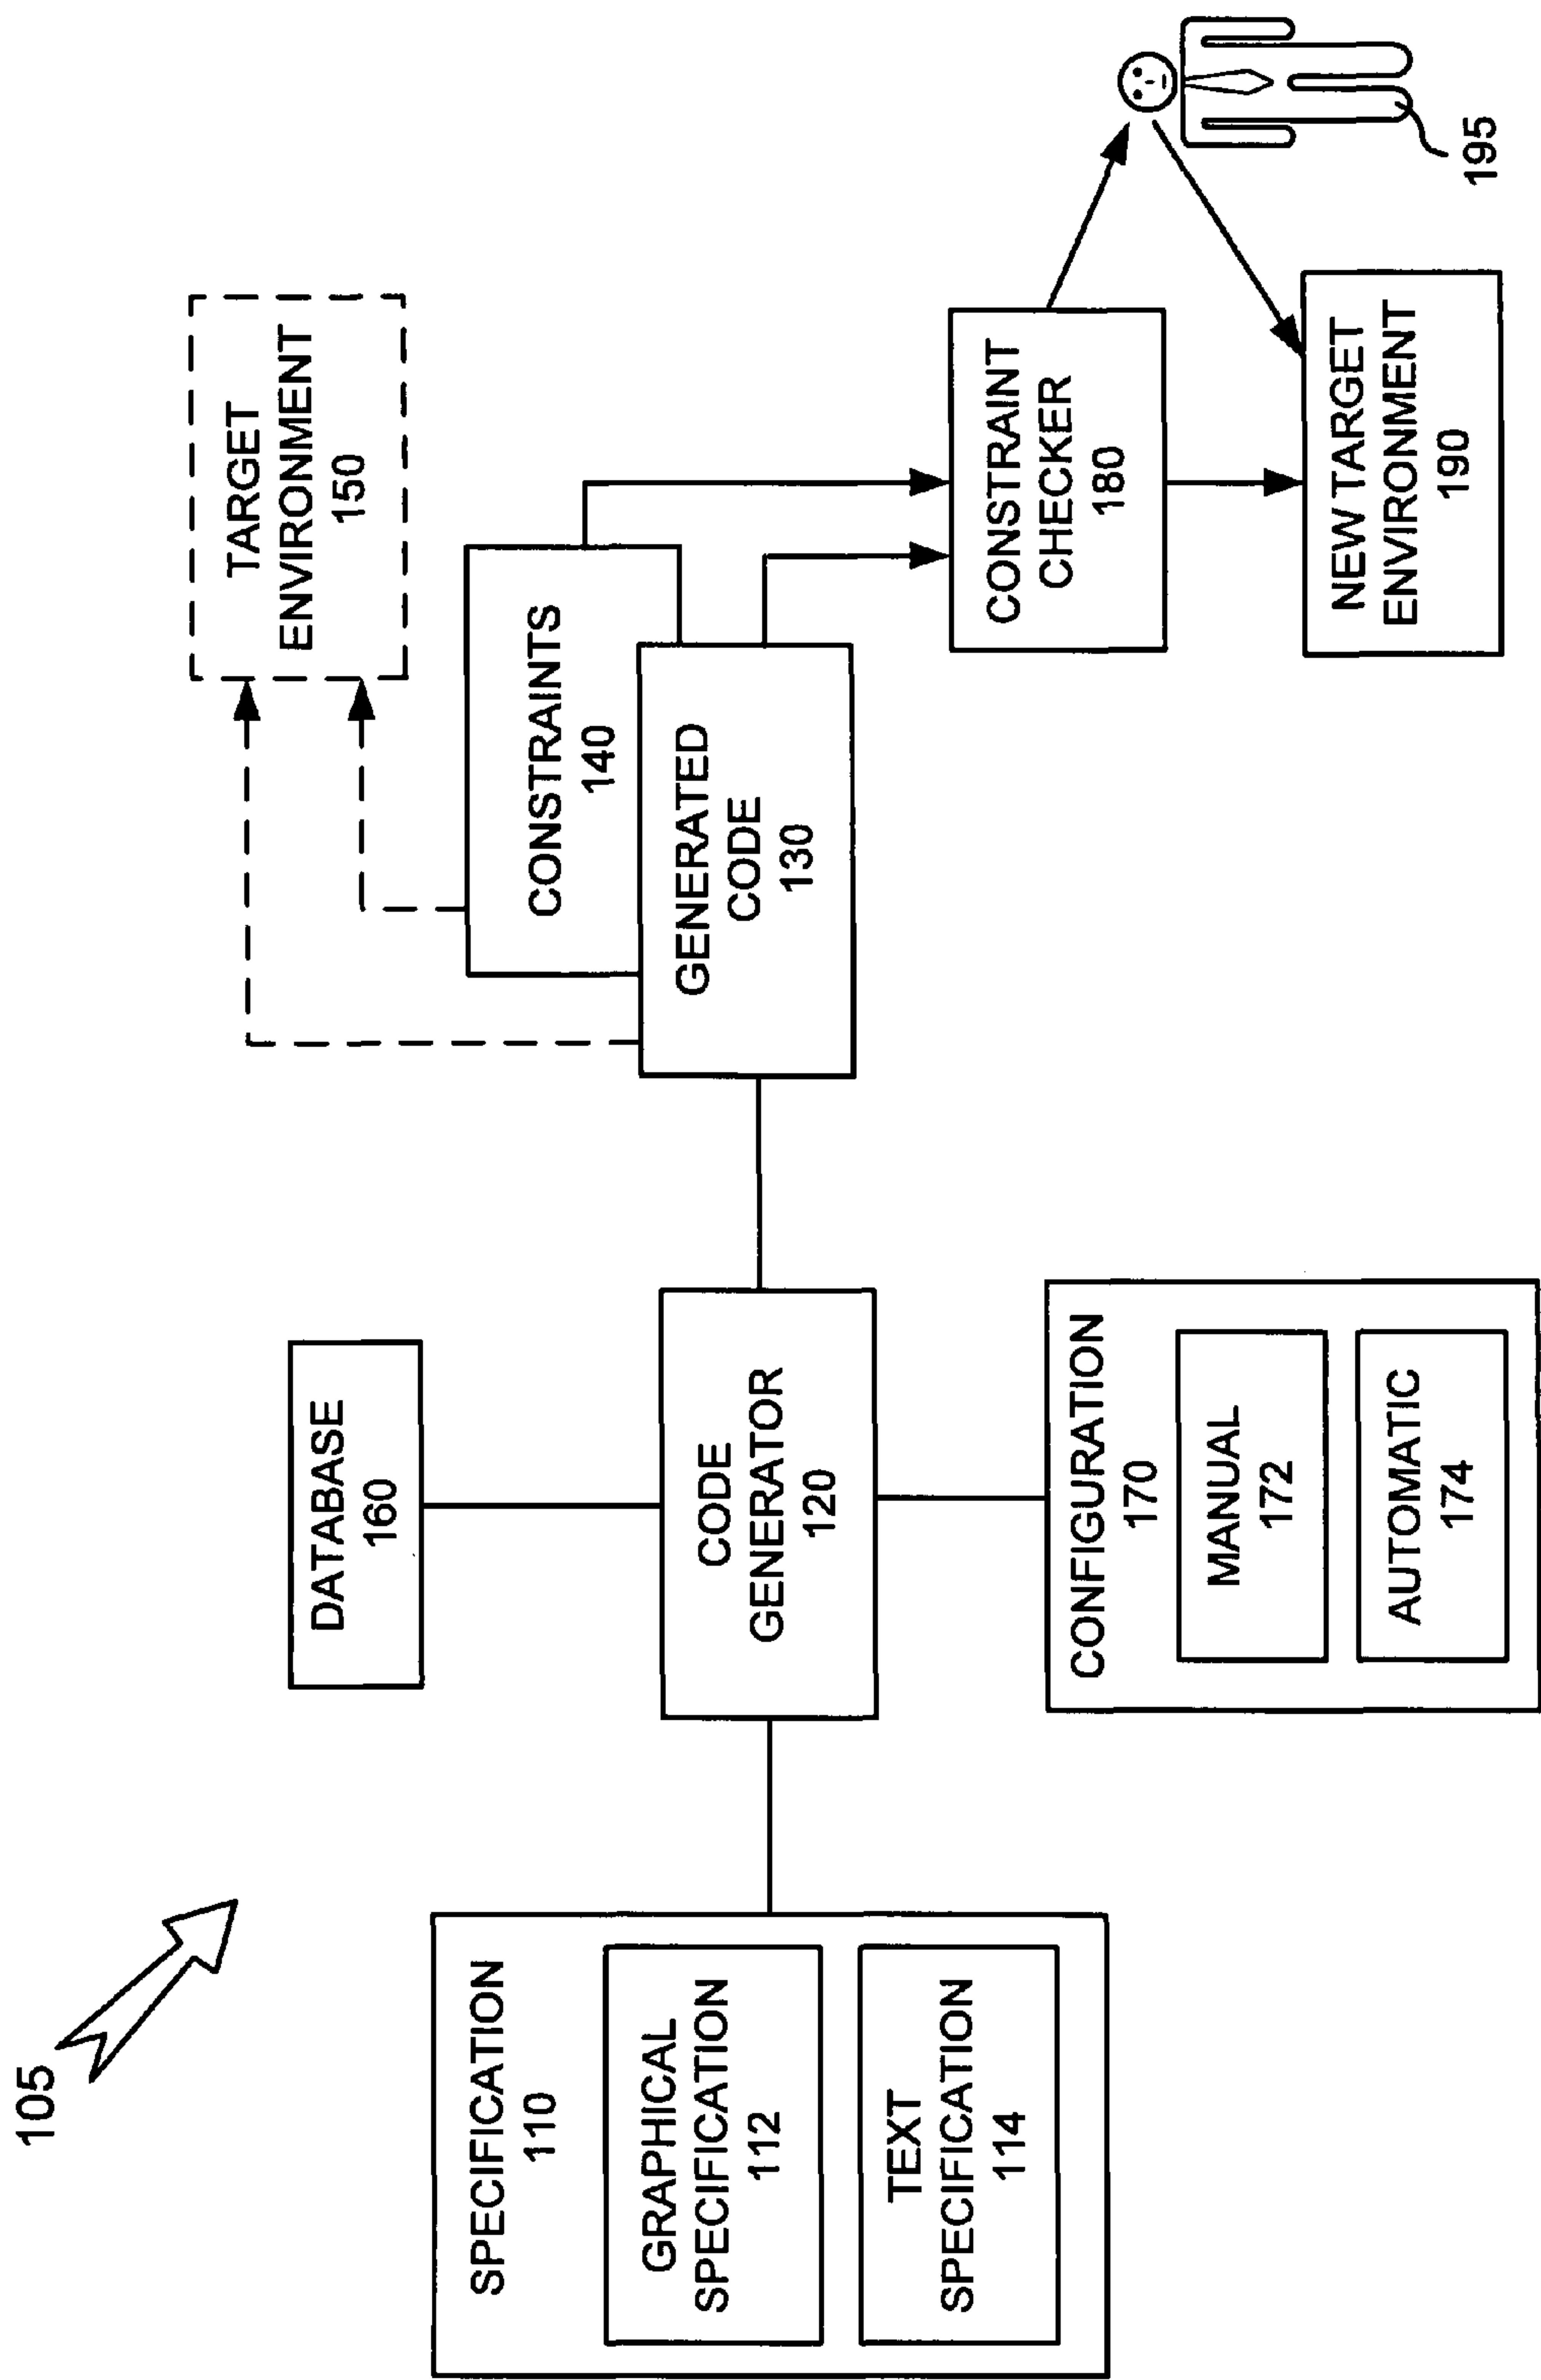 105
SPECIFICATION
110
GRAPHICAL
SPECIFICATION
112
TEXT
SPECIFICATION
114
DATABASE
160
CODE
GENERATOR
120
CONFIGURATION
170
MANUAL
172
AUTOMATIC
174
TARGET
ENVIRONMENT
150
CONSTRAINTS
140
GENERATED
CODE
130
CONSTRAINT
CHECKER
180
NEW TARGET
ENVIRONMENT
190
195